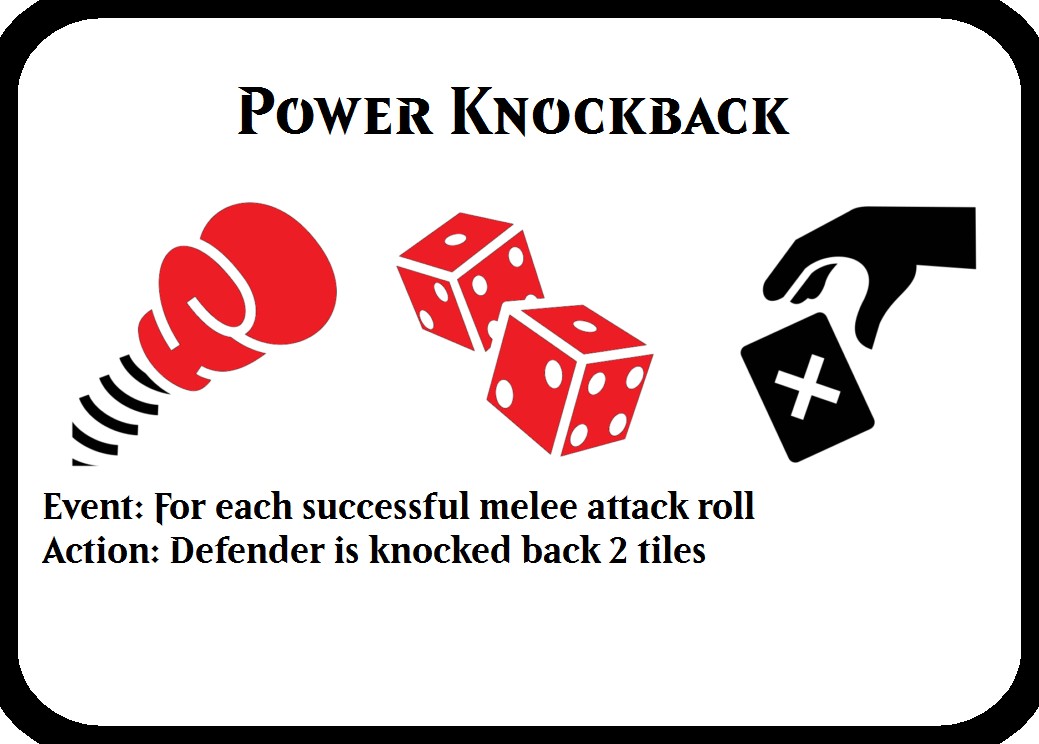 Power Knockback
Event: For each successful melee attack roll
Action: Defender is knocked back 2 tiles